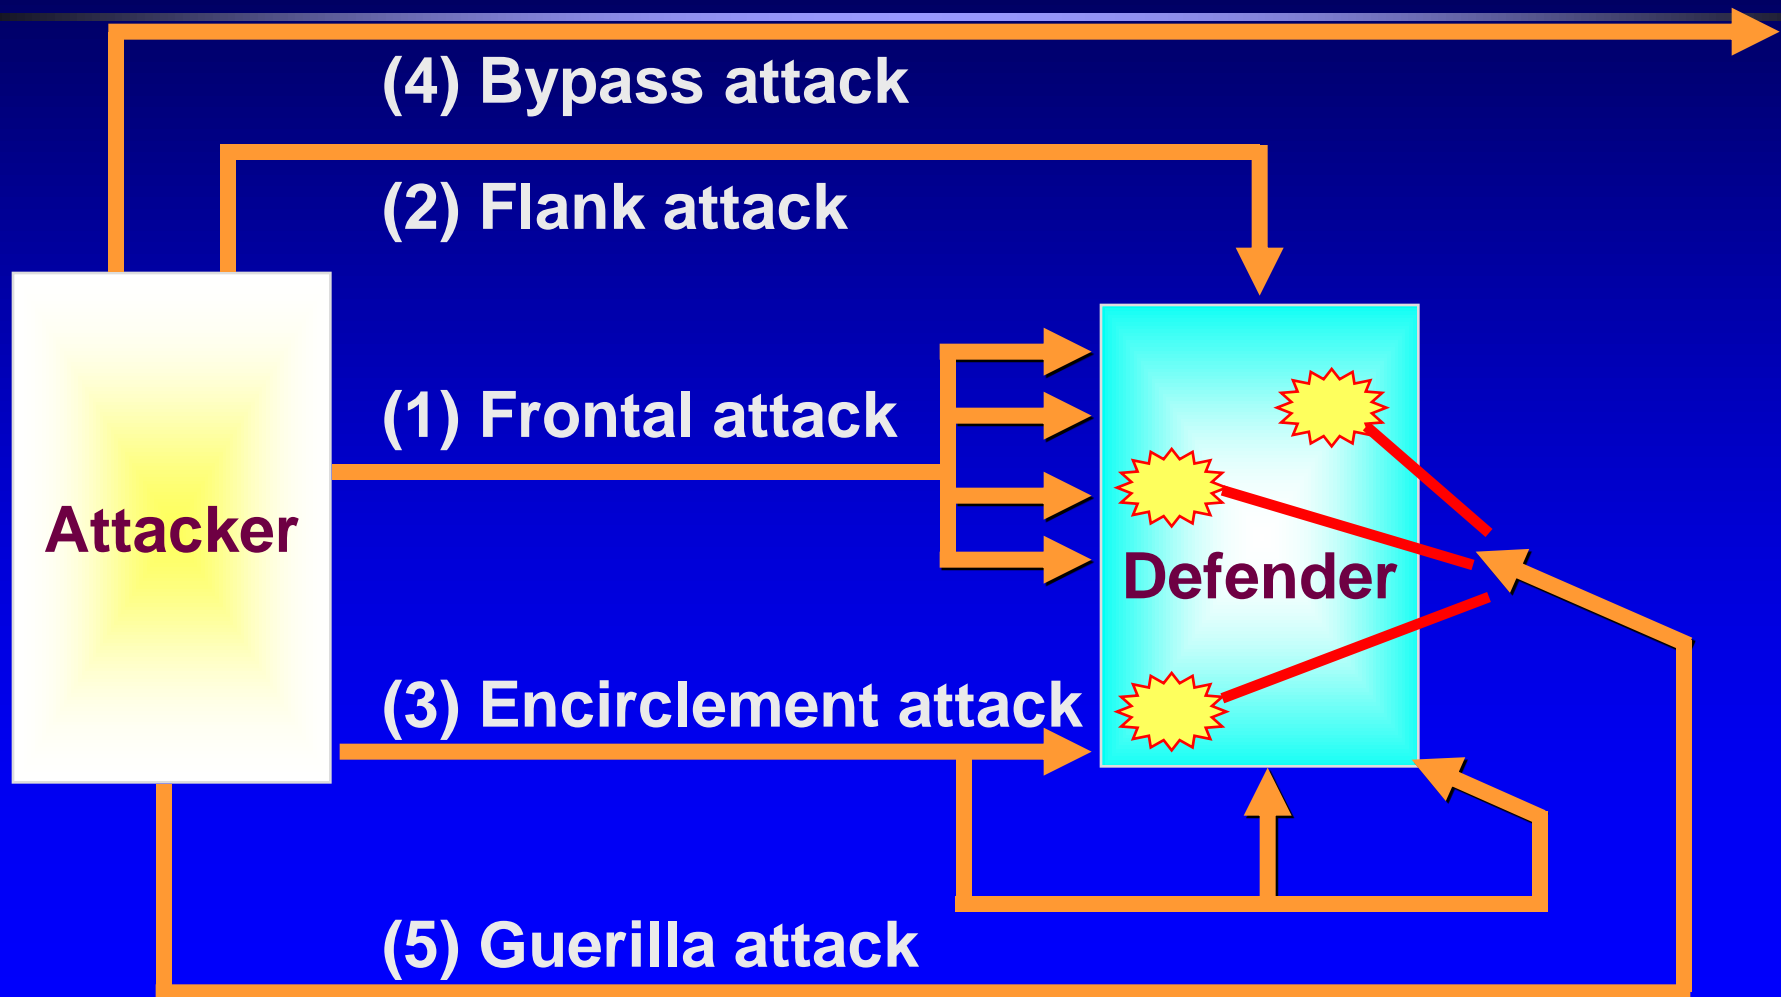 (4) Bypass attack
(2) Flank attack
(1) Frontal attack
Attacker
Defender
(3) Encirclement attack
(5) Guerilla attack